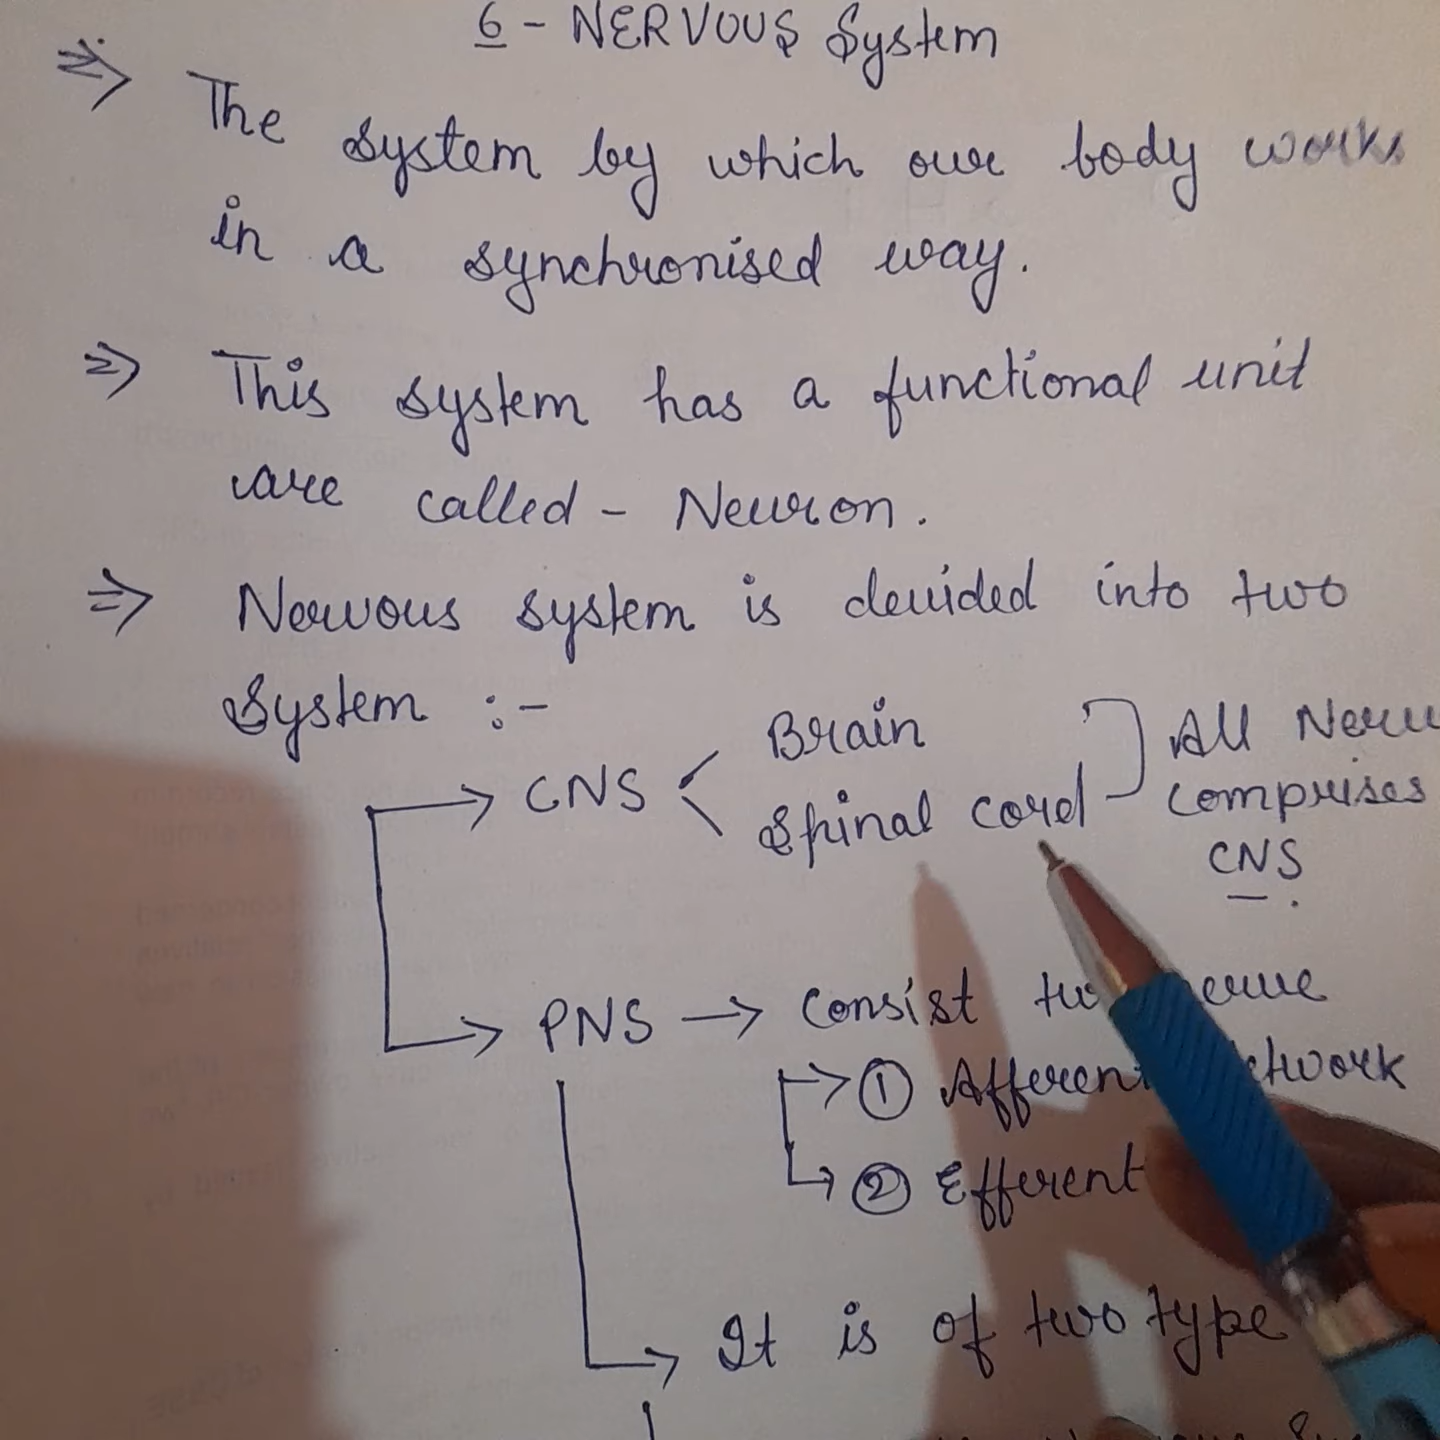 6 - NERVOUS System
The system by which our body works
in a synchronised way.
This system has a functional unit
are called - Neuron.
Nervous system is devided into two
System :-
CNS
Brain
Spinal cord
All
comprises
CNS
PNS → consist
① Afferent
② Efferent
It is of two type